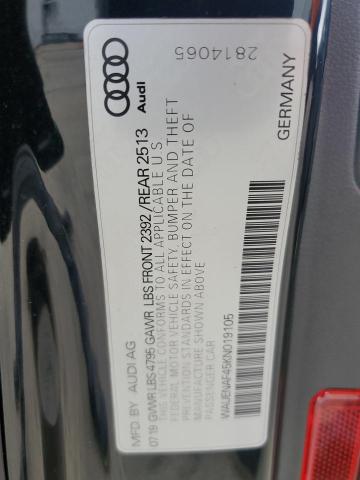 Audi
2814065
MFD. BY AUDI AG
07.19 GVWR LBS 4795 GAWR LBS FRONT 2392 / REAR 2513
THIS VEHICLE CONFORMS TO ALL APPLICABLE U S
FEDERAL MOTOR VEHICLE SAFETY, BUMPER AND THEFT
PREVENTION STANDARDS IN EFFECT ON THE DATE OF
MANUFACTURE SHOWN ABOVE
PASSENGER CAR
WAUENAF45KN019105
GERMANY